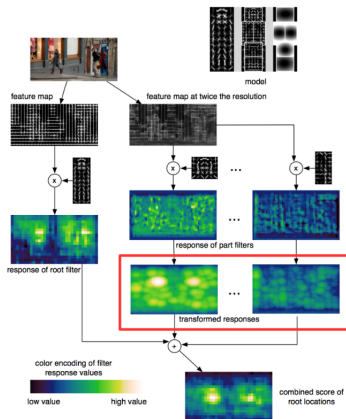 model
feature map
feature map at twice the resolution
x
x
...
x
response of part filters
response of root filter
...
transformed responses
+
color encoding of filter
response values
low value
high value
combined score of
root locations